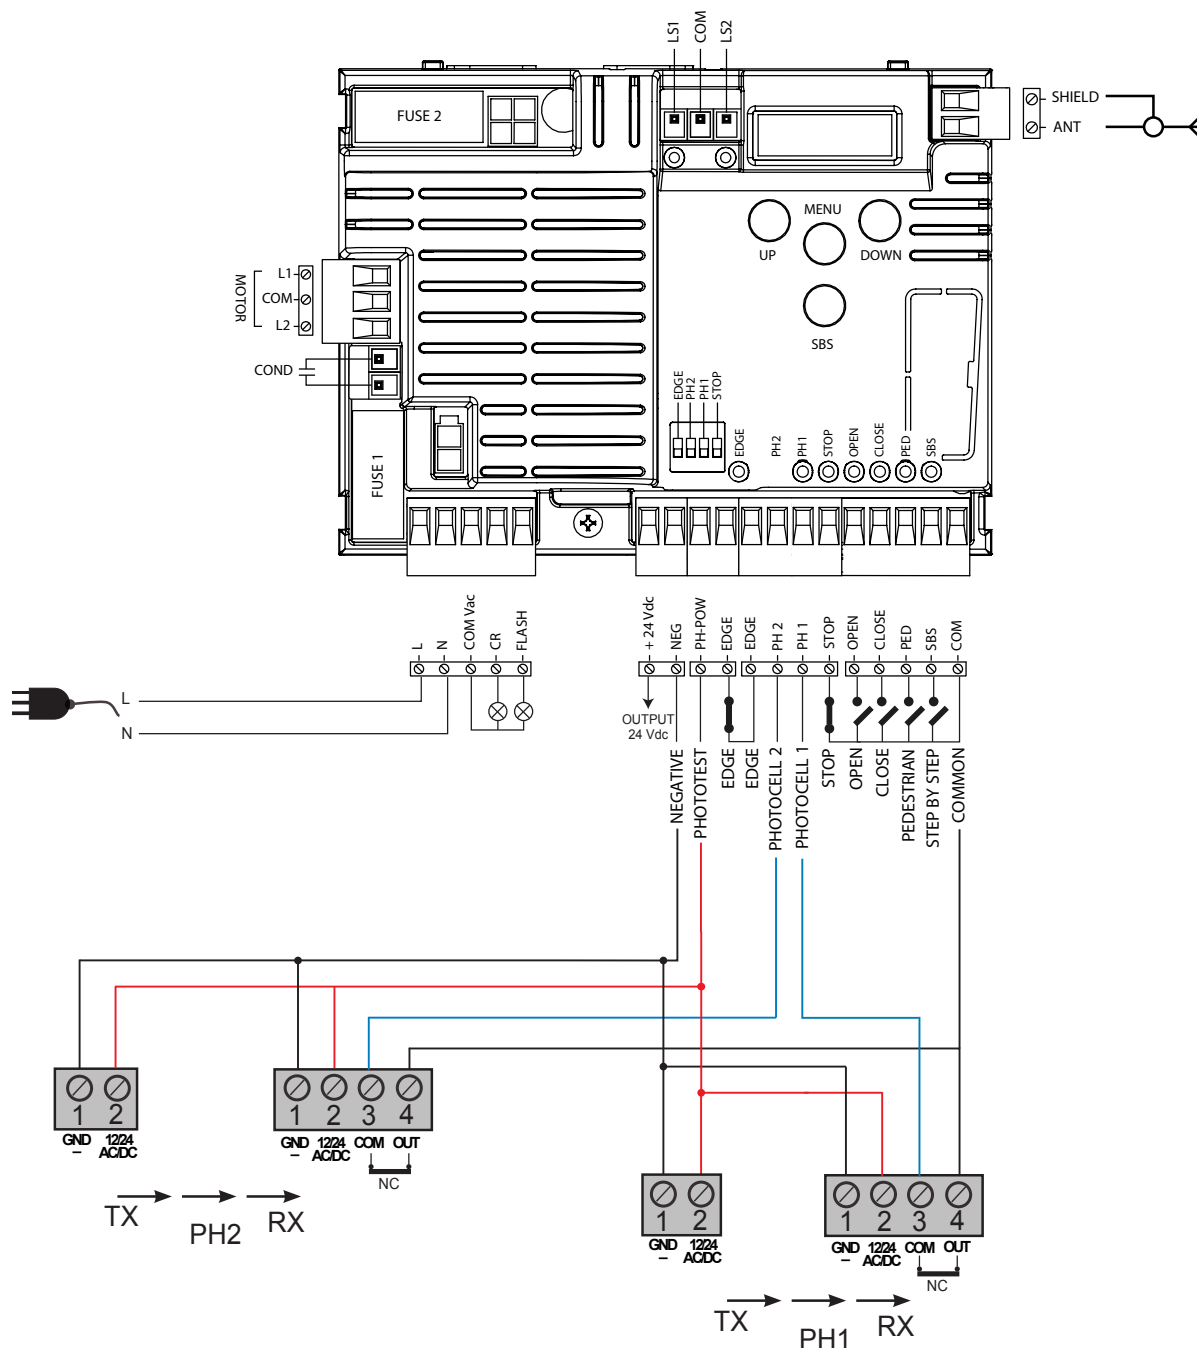 LS1
COM
LS2
FUSE 2
SHIELD
ANT
MENU
UP
DOWN
SBS
MOTOR
L1
COM
L2
COND
FUSE 1
EDGE
PH2
PH1
STOP
EDGE
PH2
PH1
STOP
OPEN
CLOSE
PED
SBS
L
N
COM Vac
CR
FLASH
+ 24 Vdc
NEG
PH-POW
EDGE
EDGE
PH 2
PH 1
STOP
OPEN
CLOSE
PED
SBS
COM
L
N
OUTPUT
24 Vdc
NEGATIVE
PHOTOTEST
EDGE
EDGE
PHOTOCELL 2
PHOTOCELL 1
STOP
OPEN
CLOSE
PEDESTRIAN
STEP BY STEP
COMMON
1
2
GND
–
12/24
AC/DC
1
2
3
4
GND
–
12/24
AC/DC
COM
OUT
NC
TX
PH2
RX
1
2
GND
–
12/24
AC/DC
1
2
3
4
GND
–
12/24
AC/DC
COM
OUT
NC
TX
PH1
RX